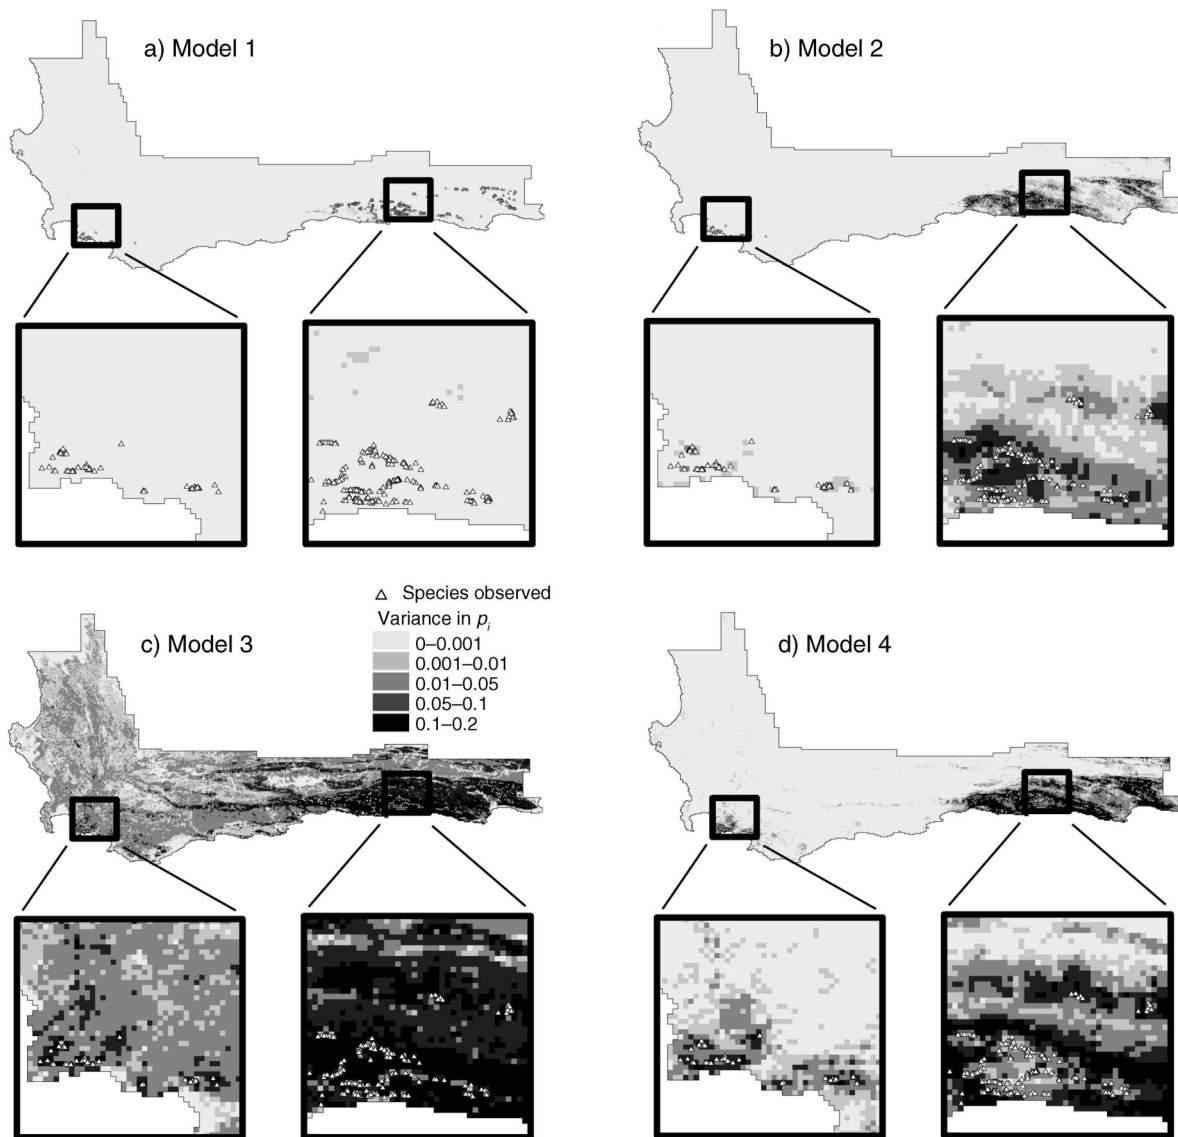 a) Model 1
b) Model 2
c) Model 3
△ Species observed
Variance in pᵢ
0–0.001
0.001–0.01
0.01–0.05
0.05–0.1
0.1–0.2
d) Model 4